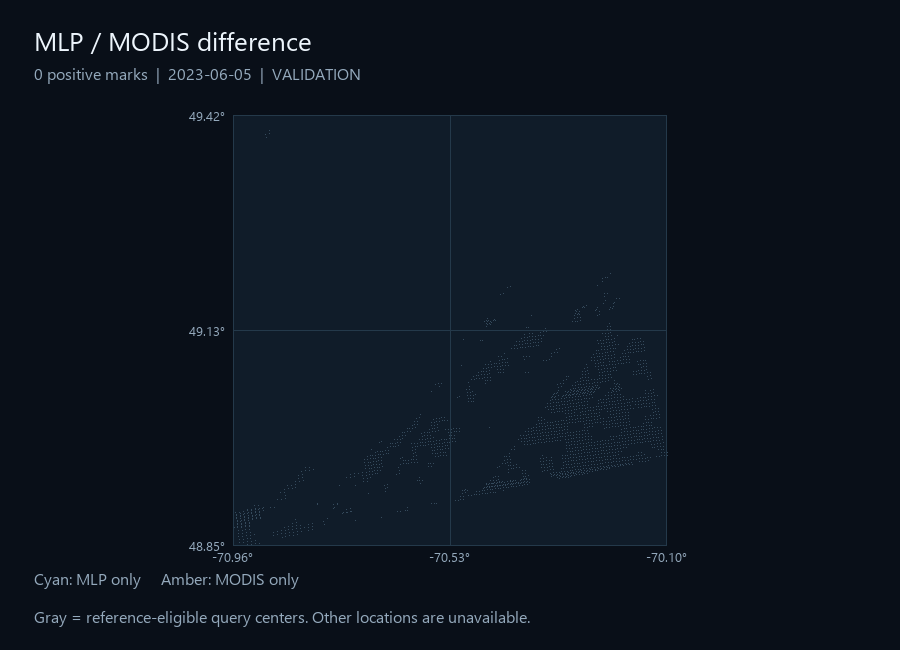 MLP / MODIS difference
0 positive marks | 2023-06-05 | VALIDATION
49.42°
49.13°
48.85°
-70.96° -70.53° -70.10°
Cyan: MLP only Amber: MODIS only
Gray = reference-eligible query centers. Other locations are unavailable.